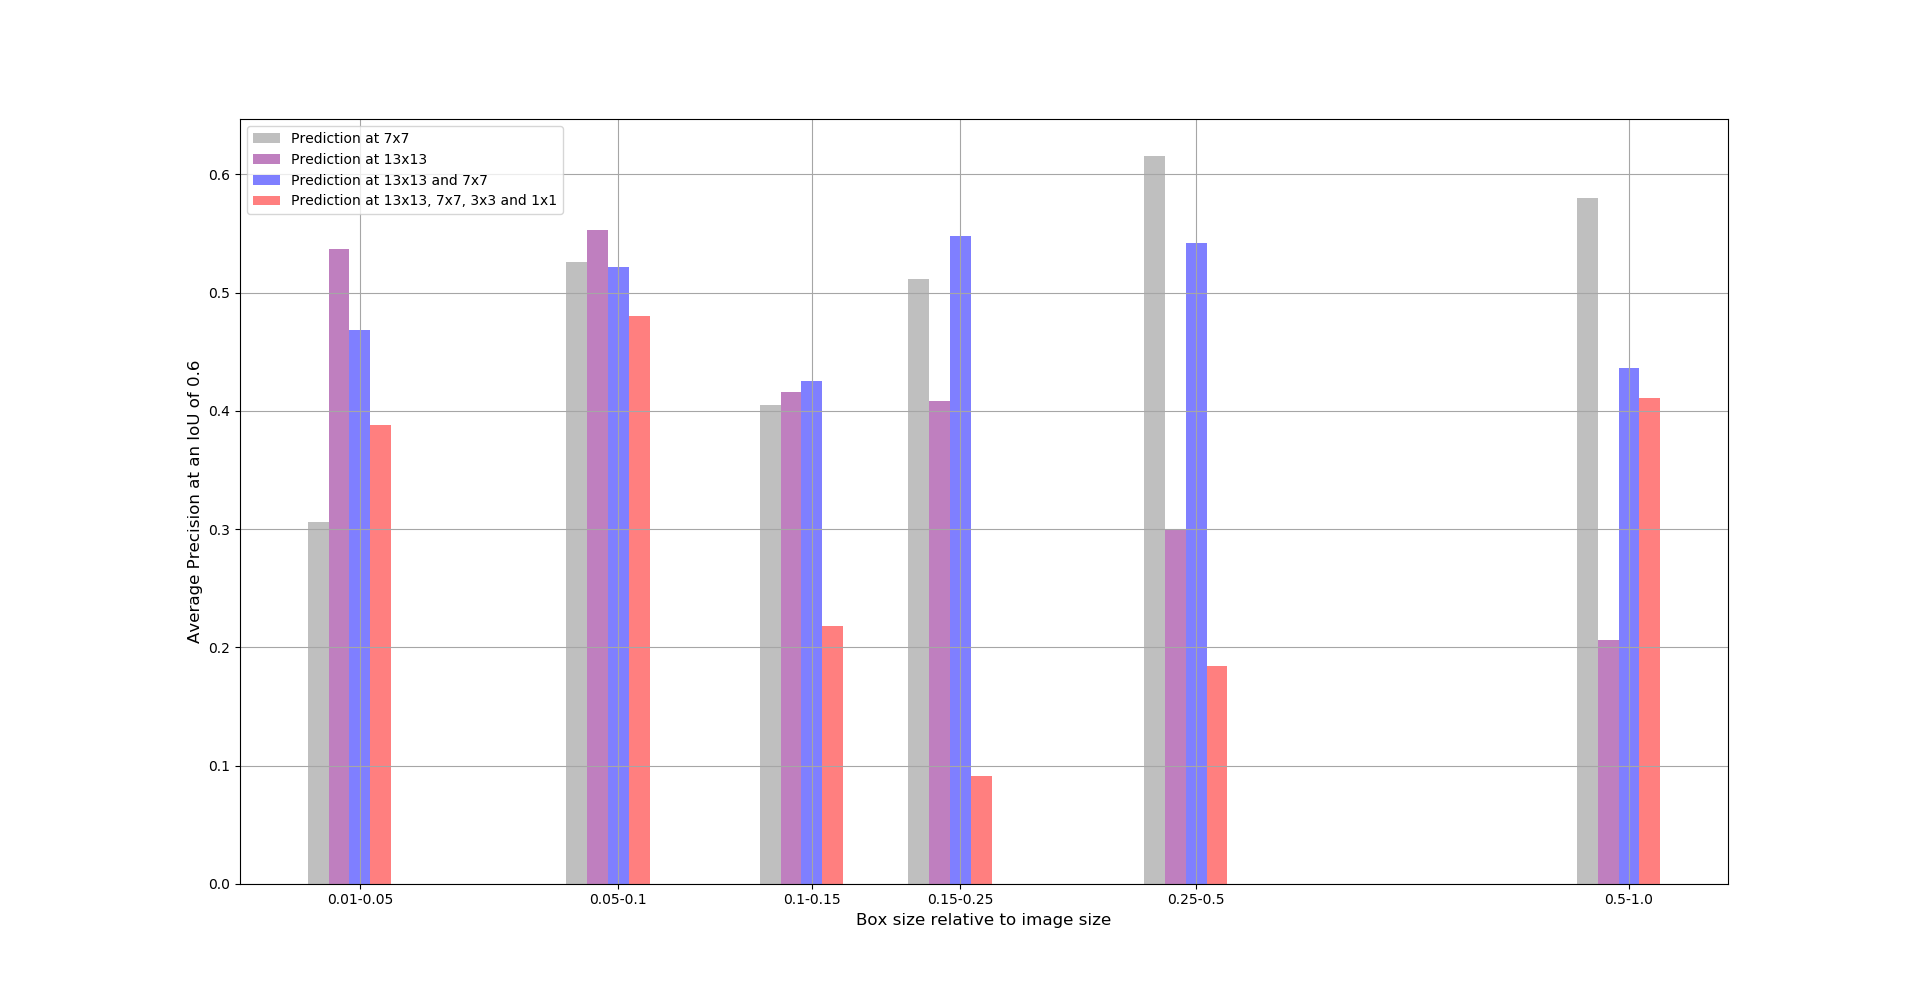 Prediction at 7x7
Prediction at 13x13
Prediction at 13x13 and 7x7
Prediction at 13x13, 7x7, 3x3 and 1x1
0.6
0.5
0.4
0.3
0.2
0.1
0.0
Average Precision at an IoU of 0.6
0.01-0.05 0.05-0.1 0.1-0.15 0.15-0.25 0.25-0.5 0.5-1.0
Box size relative to image size